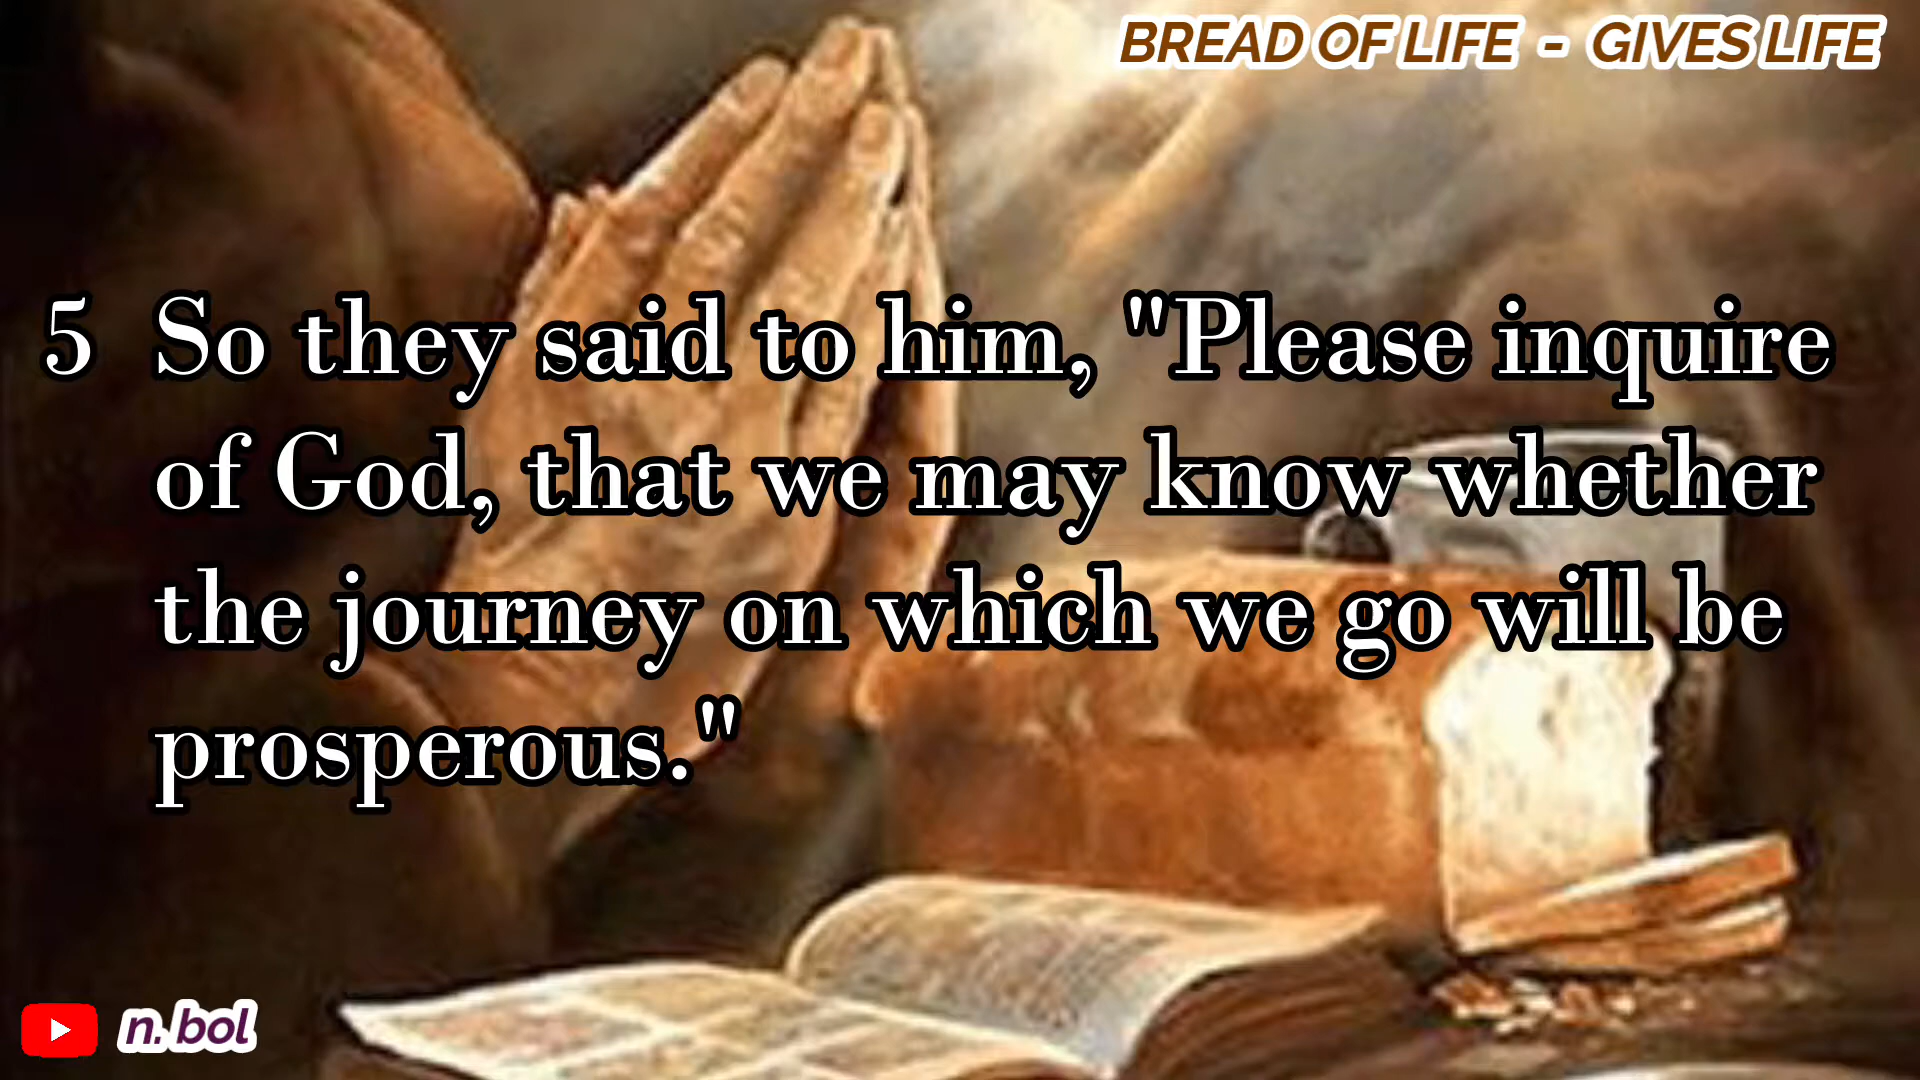 BREAD OF LIFE - GIVES LIFE
5 So they said to him, "Please inquire
of God, that we may know whether
the journey on which we go will be
prosperous."
n. bol